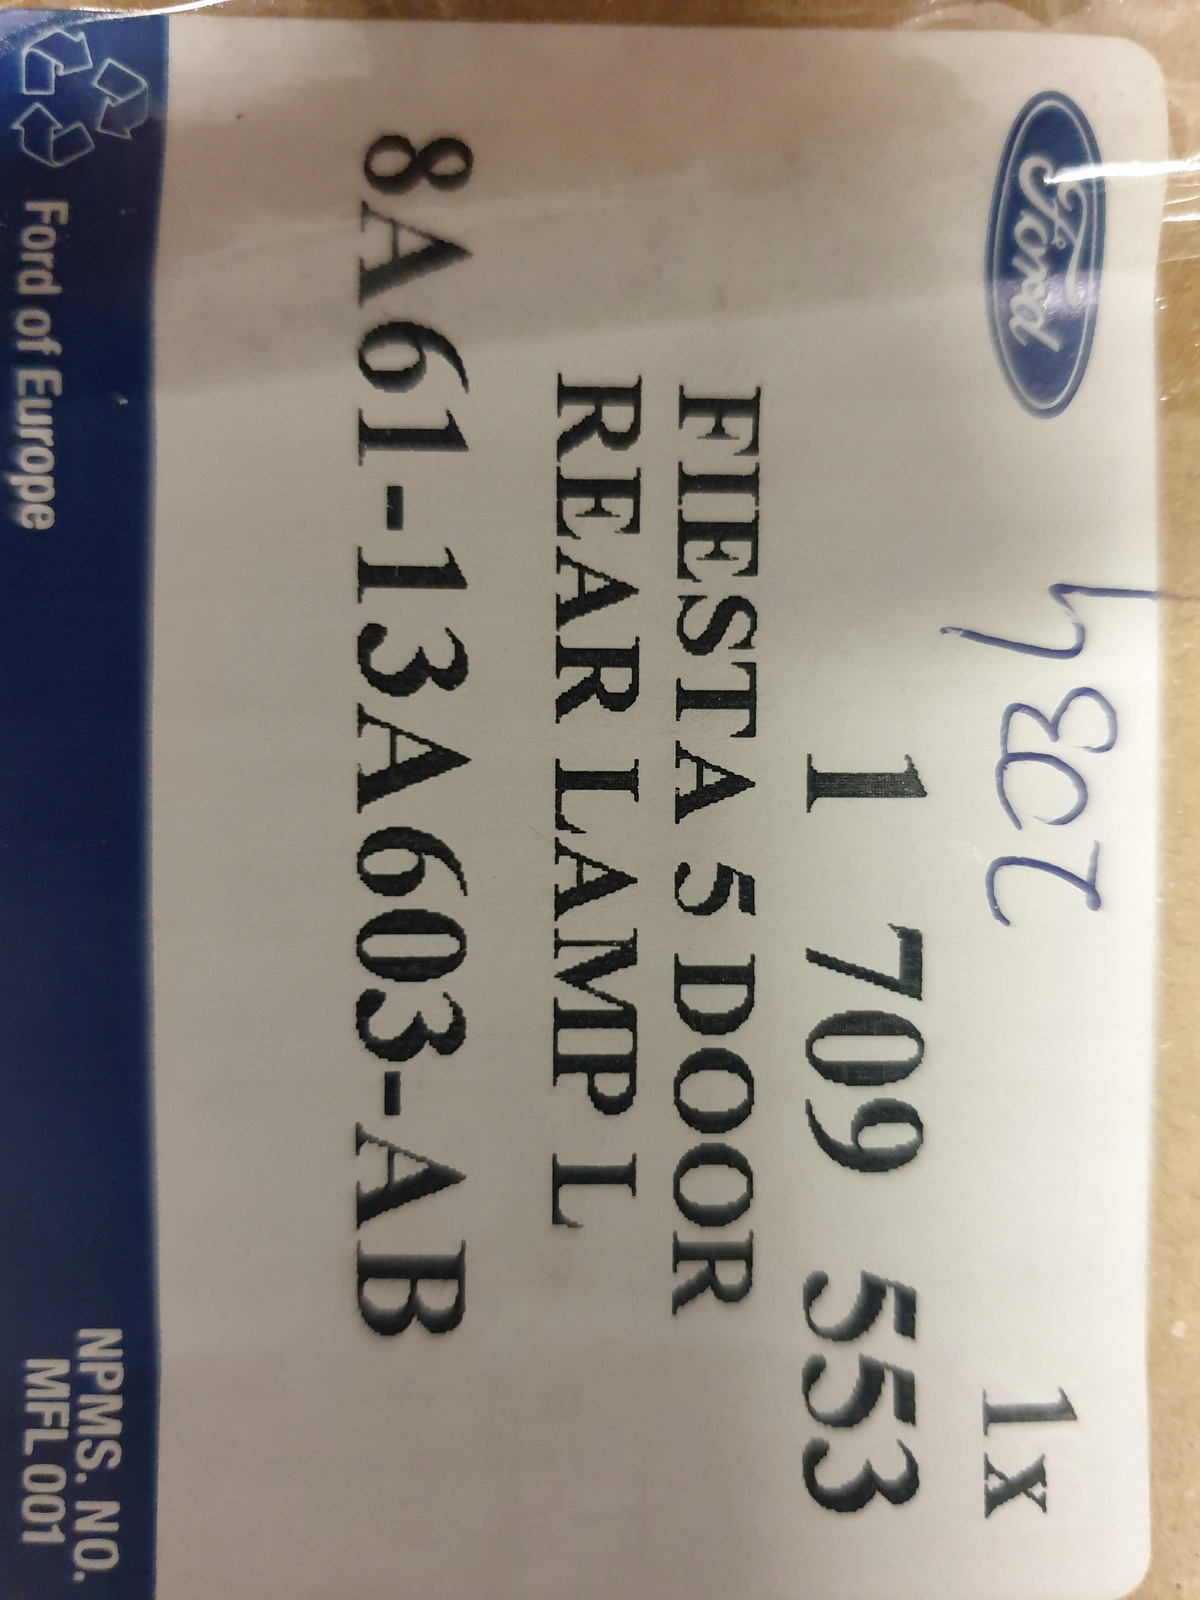 Ford
1x
1 709 553
FIESTA 5 DOOR
REAR LAMP L
8A61-13A603-AB
Ford of Europe
NPMS. NO.
MFL 001